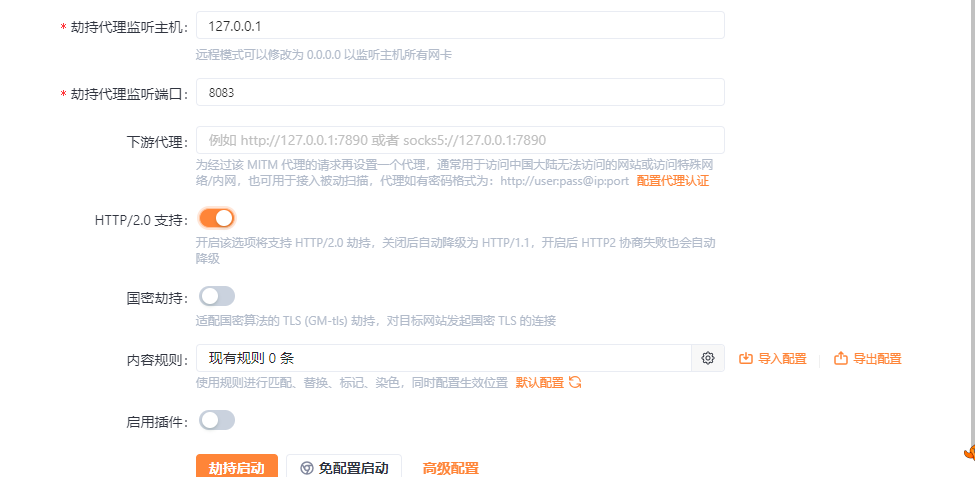 * 劫持代理监听主机: 127.0.0.1
远程模式可以修改为 0.0.0.0 以监听主机所有网卡
* 劫持代理监听端口: 8083
下游代理: 例如 http://127.0.0.1:7890 或者 socks5://127.0.0.1:7890
为经过该 MITM 代理的请求再设置一个代理，通常用于访问中国大陆无法访问的网站或访问特殊网
络/内网，也可用于接入被动扫描，代理如有密码格式为：http://user:pass@ip:port 配置代理认证
HTTP/2.0 支持:
开启该选项将支持 HTTP/2.0 劫持，关闭后自动降级为 HTTP/1.1，开启后 HTTP2 协商失败也会自动
降级
国密劫持:
适配国密算法的 TLS (GM-tls) 劫持，对目标网站发起国密 TLS 的连接
内容规则: 现有规则 0 条 导入配置 导出配置
使用规则进行匹配、替换、标记、染色，同时配置生效位置 默认配置
启用插件:
劫持启动 免配置启动 高级配置